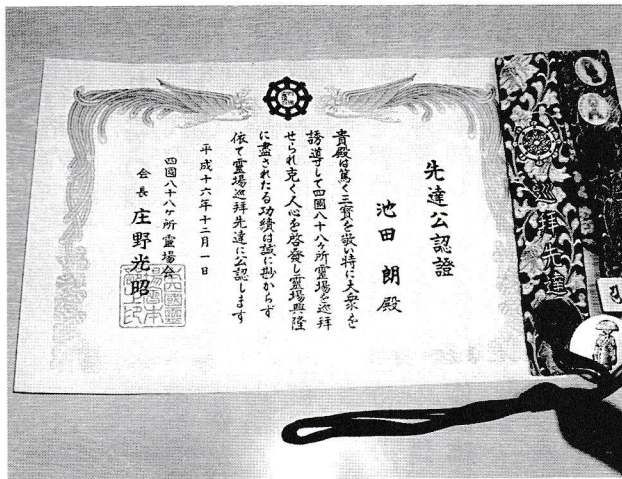 先達公認證
池田朗殿
貴殿は篤く三寳を敬い特に大衆を
誘導して四國八十八ヶ所霊場を巡拜
せられ克く人心を啓發し霊場興隆
に盡されたる功績は誠に尠からず
依て霊場巡拜先達に公認します
平成十六年十二月一日
四國八十八ヶ所霊場会
会長 庄野光昭
巡拜先達